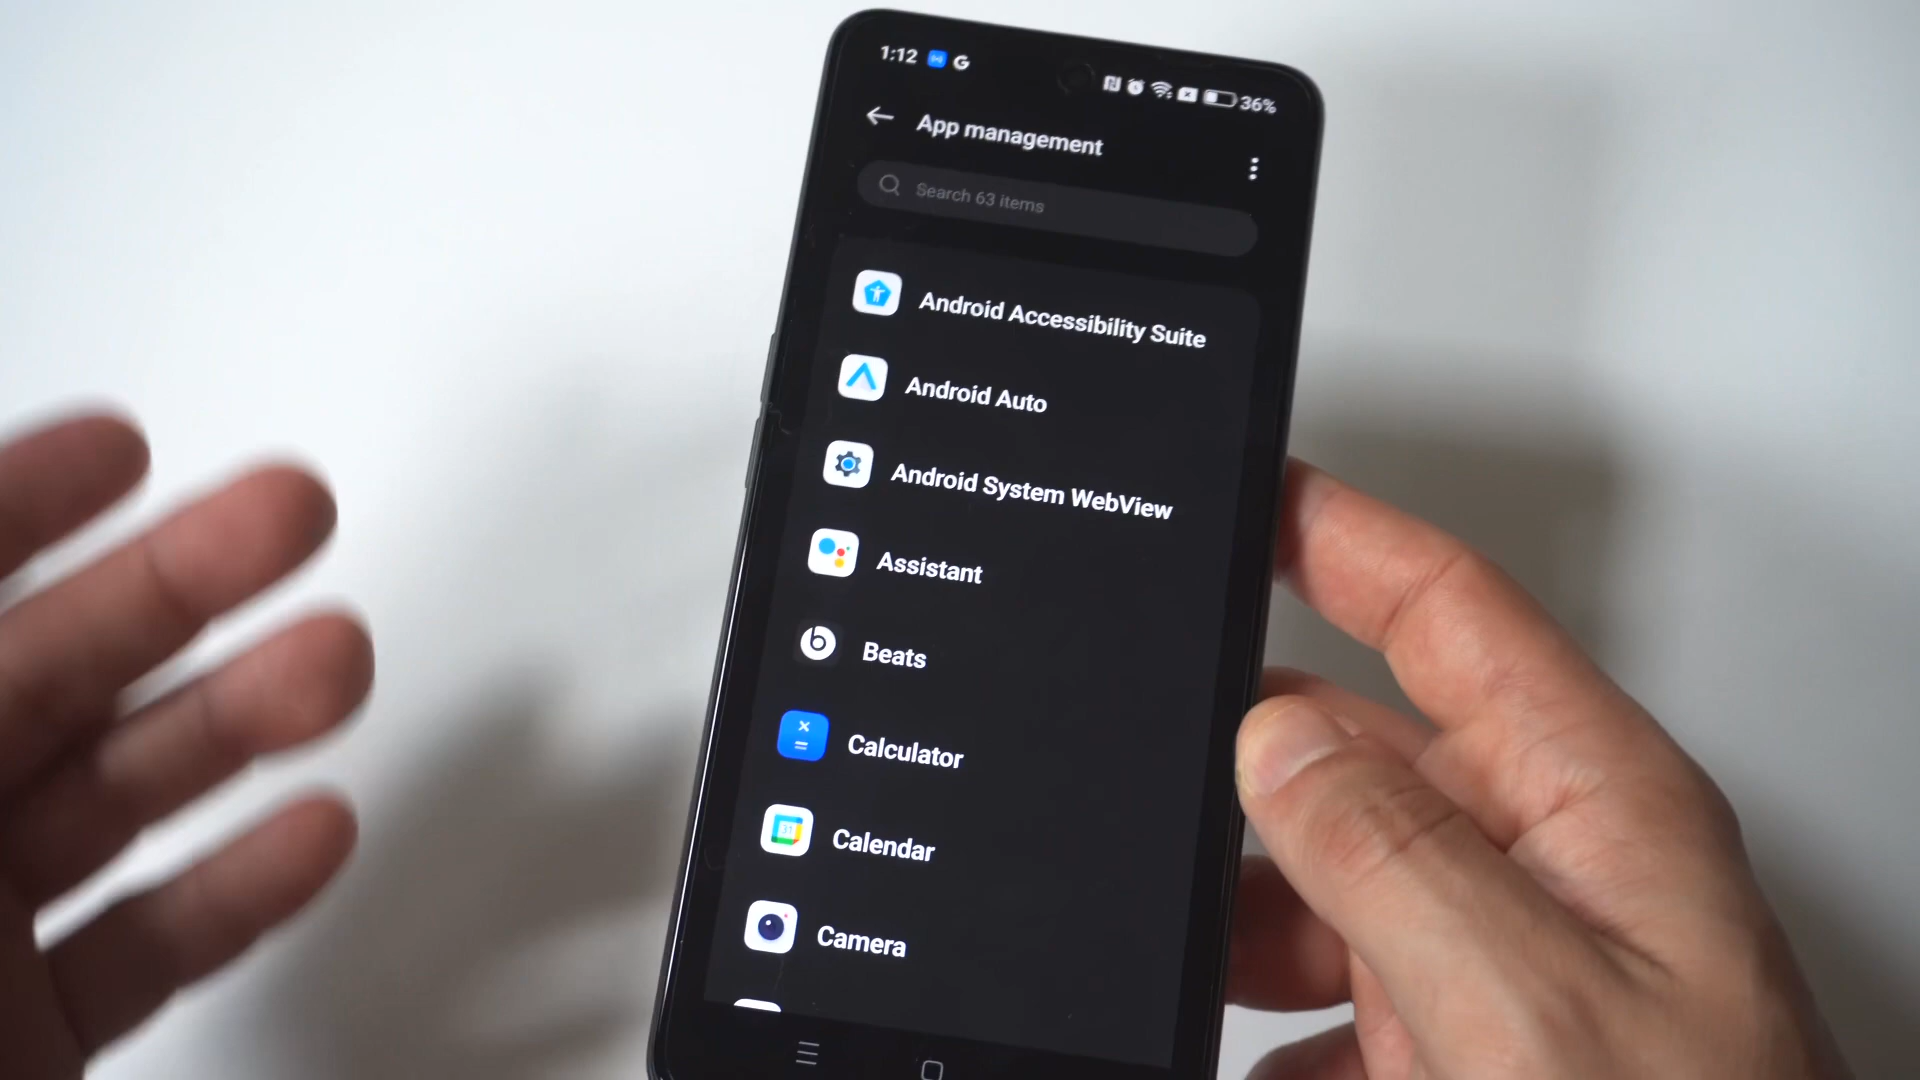 1:12 G 36%
App management
Search 63 items
Android Accessibility Suite
Android Auto
Android System WebView
Assistant
b Beats
Calculator
31 Calendar
Camera